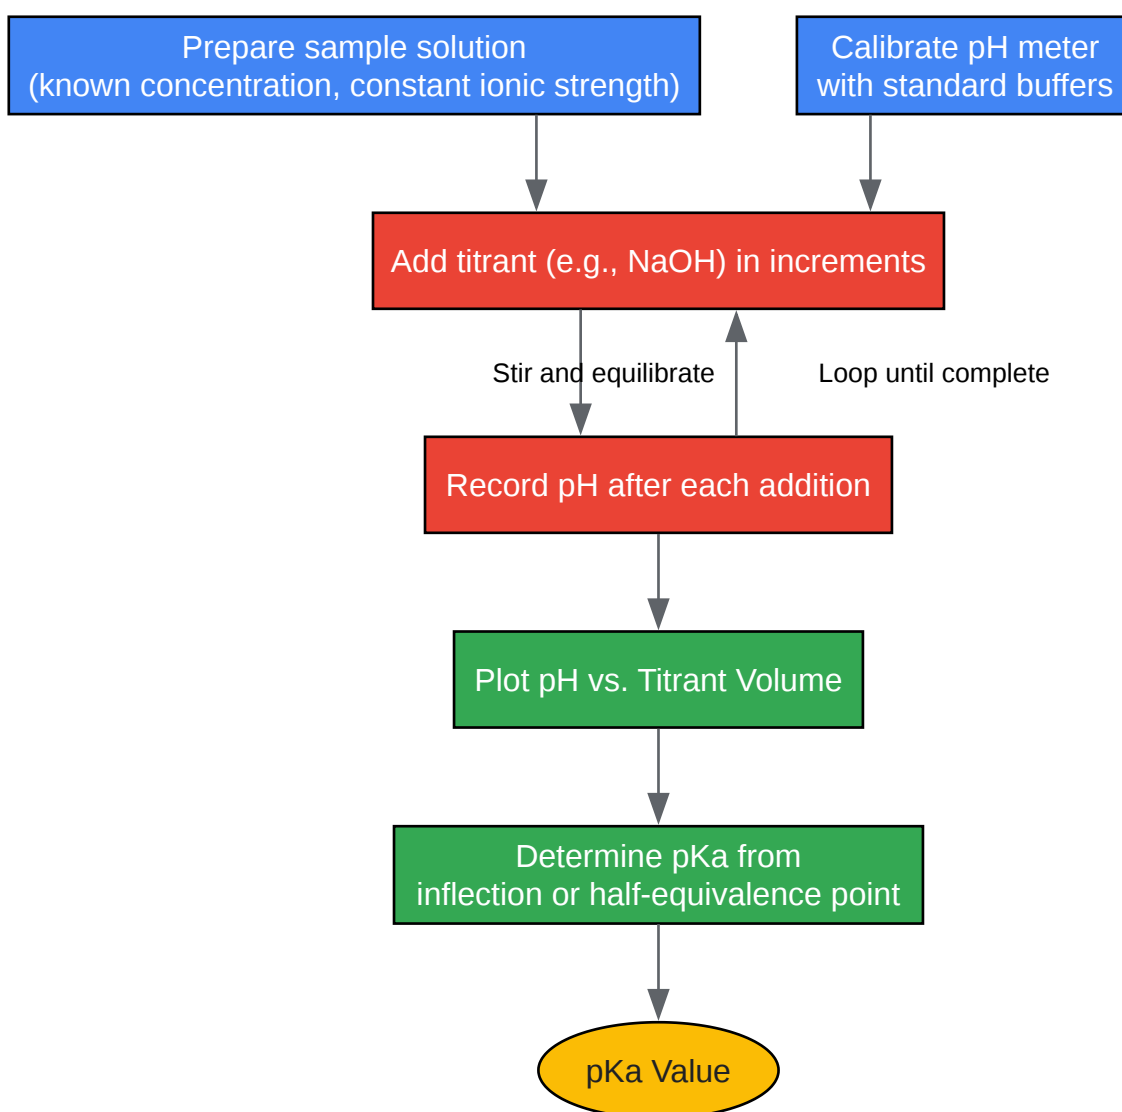 Prepare sample solution
(known concentration, constant ionic strength)
Calibrate pH meter
with standard buffers
Add titrant (e.g., NaOH) in increments
Stir and equilibrate
Loop until complete
Record pH after each addition
Plot pH vs. Titrant Volume
Determine pKa from
inflection or half-equivalence point
pKa Value